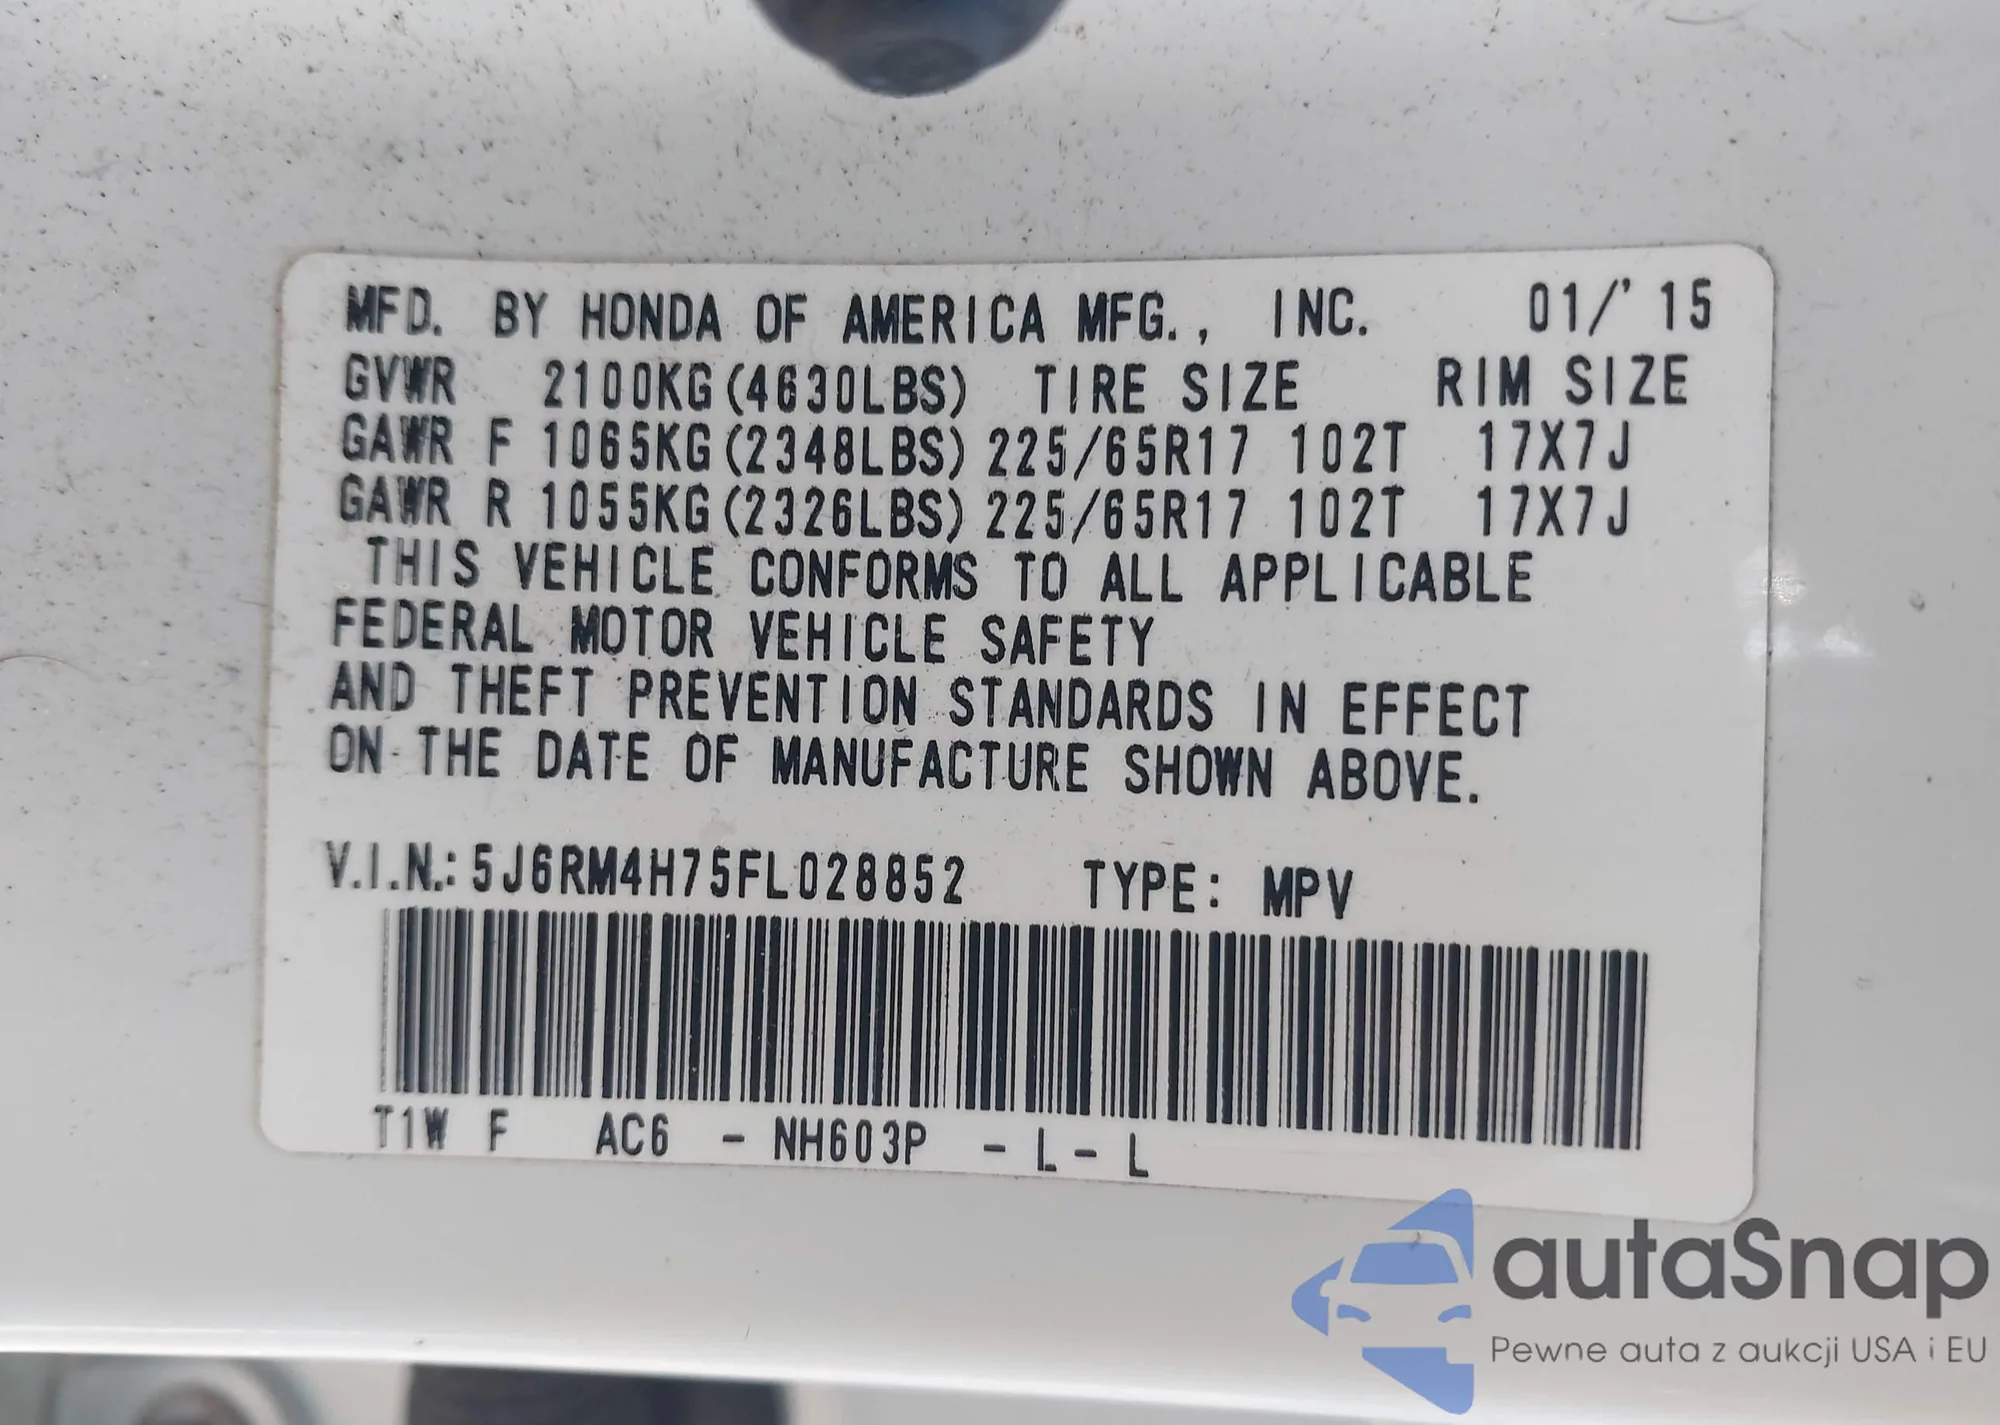 MFD. BY HONDA OF AMERICA MFG., INC. 01/'15
GVWR 2100KG(4630LBS) TIRE SIZE RIM SIZE
GAWR F 1065KG(2348LBS) 225/65R17 102T 17X7J
GAWR R 1055KG(2326LBS) 225/65R17 102T 17X7J
THIS VEHICLE CONFORMS TO ALL APPLICABLE
FEDERAL MOTOR VEHICLE SAFETY
AND THEFT PREVENTION STANDARDS IN EFFECT
ON THE DATE OF MANUFACTURE SHOWN ABOVE.
V.I.N.: 5J6RM4H75FL028852 TYPE: MPV
T1W F AC6 - NH603P - L - L
autaSnap
Pewne auta z aukcji USA i EU